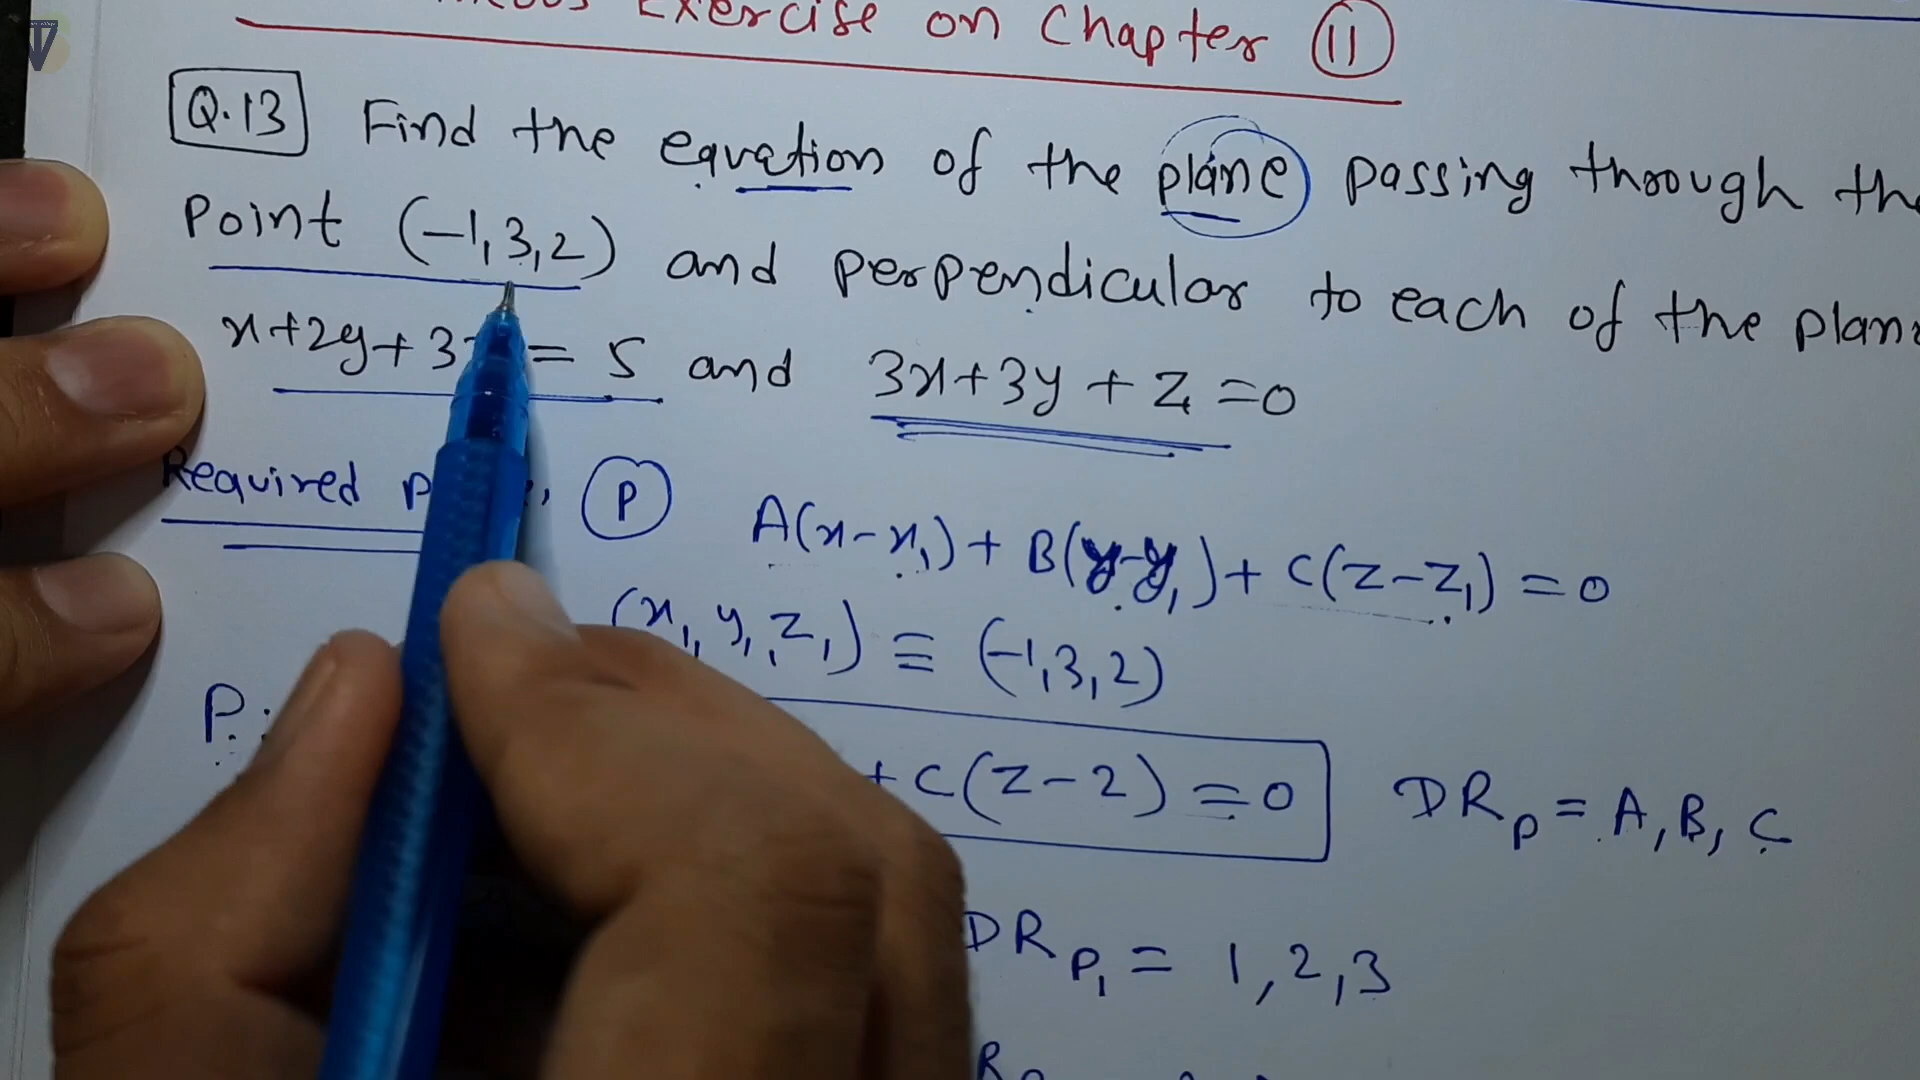 Exercise on Chapter 11
Q.13 Find the equation of the plane passing through
Point (-1,3,2) and perpendicular to each of the
x+2y+3 = 5 and 3x+3y+z=0
Required , P A(x-x₁)+B(y-y₁)+C(z-z₁)=0
(x₁,y₁,z₁)≡(-1,3,2)
P:
+C(z-2)=0 DRₚ=A,B,C
DRₚ₁=1,2,3